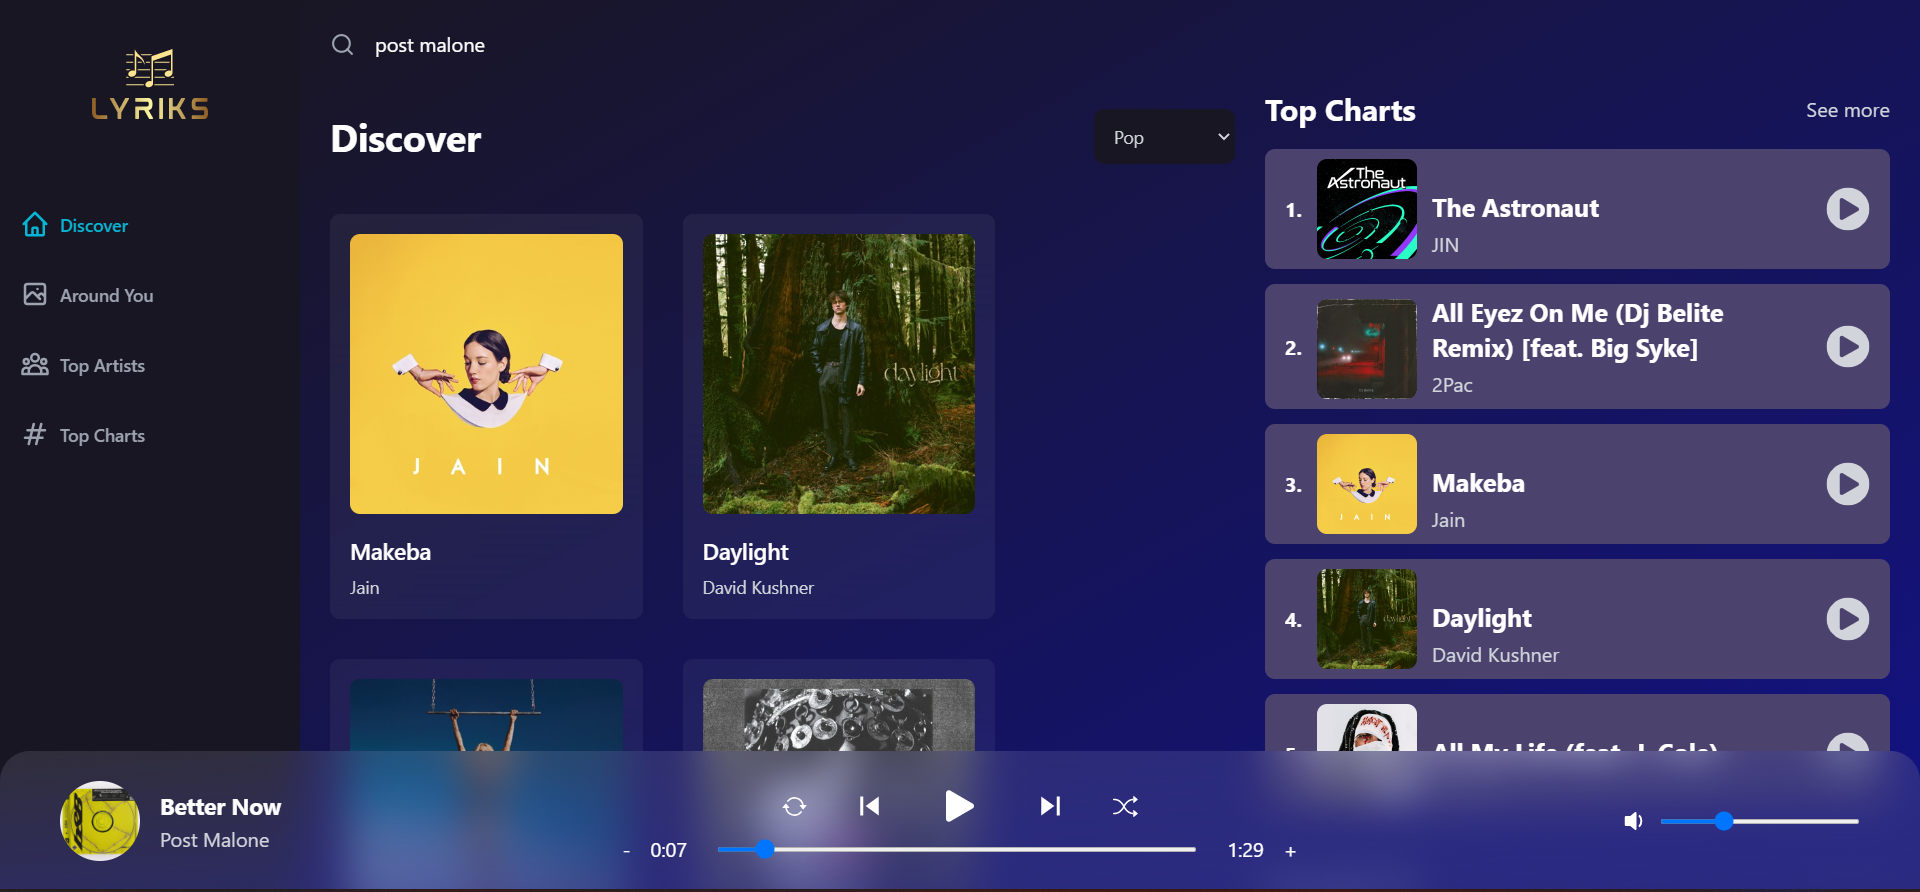 LYRIKS
Discover
Around You
Top Artists
Top Charts
post malone
Discover
Pop
JAIN
Makeba
Jain
daylight
Daylight
David Kushner
Top Charts
See more
1.
The Astronaut
The Astronaut
JIN
2.
All Eyez On Me (Dj Belite
Remix) [feat. Big Syke]
2Pac
3.
JAIN
Makeba
Jain
4.
daylight
Daylight
David Kushner
5.
All My Life (feat. J. Cole)
Better Now
Post Malone
-
0:07
1:29
+